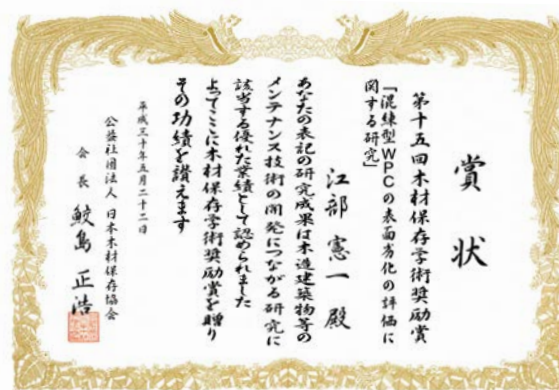 賞状
第十五回木材保存学術奨励賞
「混練型WPCの表面劣化の評価に
関する研究」
江部憲一殿
あなたの表記の研究成果は木造建築物等の
メンテナンス技術の開発につながる研究に
該当する優れた業績として認められました
よってここに木材保存学術奨励賞を贈り
その功績を讃えます
平成三十年五月二十二日
公益社団法人日本木材保存協会
会長 鮫島正浩